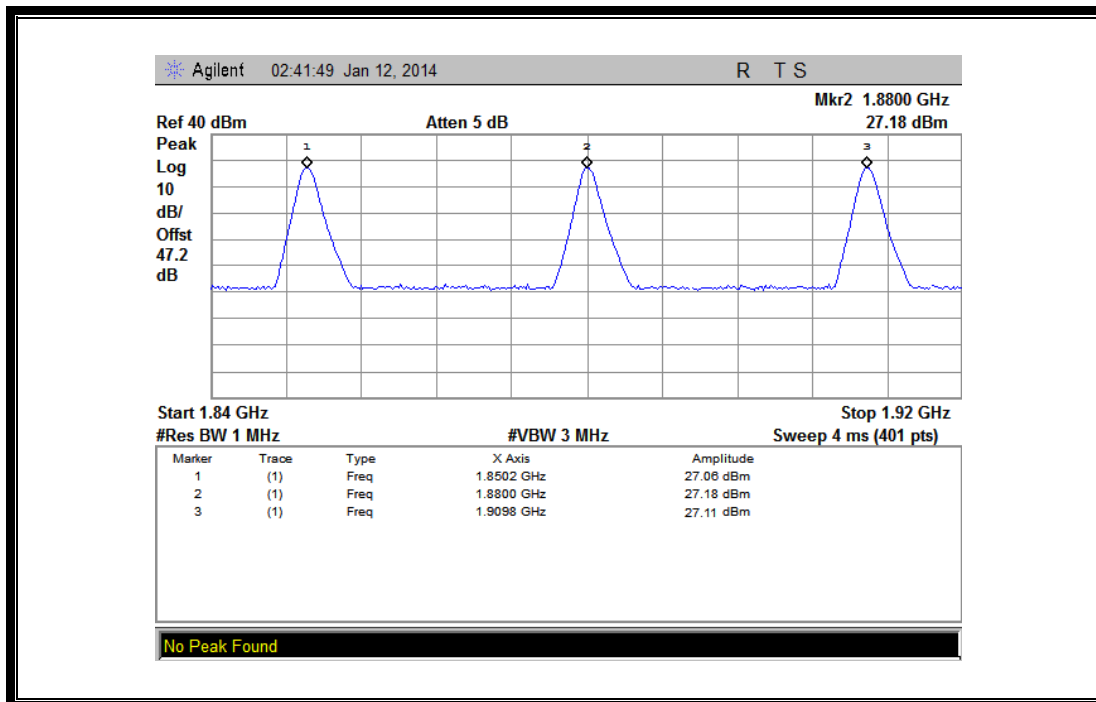 Agilent 02:41:49 Jan 12, 2014 R T S
Mkr2 1.8800 GHz
Ref 40 dBm Atten 5 dB 27.18 dBm
Peak
Log
10
dB/
Offst
47.2
dB
1 2 3
Start 1.84 GHz Stop 1.92 GHz
#Res BW 1 MHz #VBW 3 MHz Sweep 4 ms (401 pts)
Marker Trace Type X Axis Amplitude
1 (1) Freq 1.8502 GHz 27.06 dBm
2 (1) Freq 1.8800 GHz 27.18 dBm
3 (1) Freq 1.9098 GHz 27.11 dBm
No Peak Found